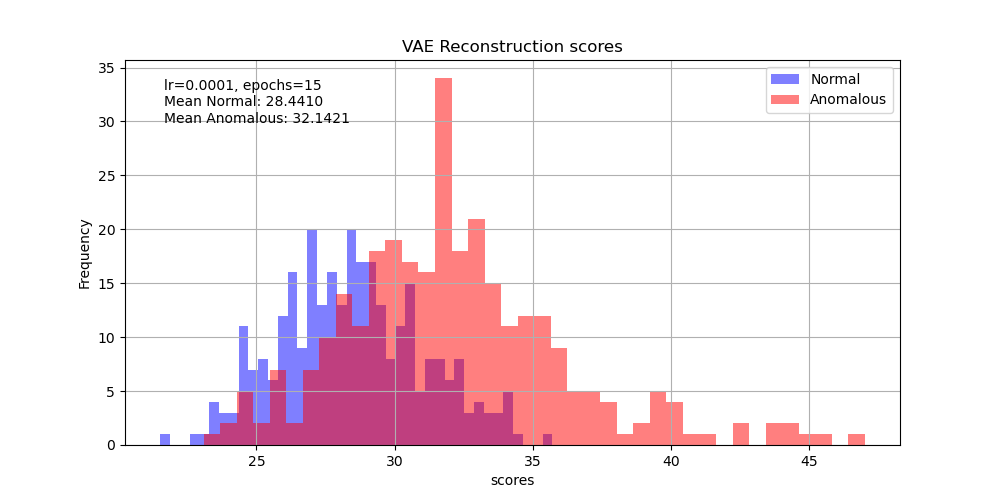 VAE Reconstruction scores
lr=0.0001, epochs=15
Mean Normal: 28.4410
Mean Anomalous: 32.1421
Normal
Anomalous
Frequency
35
30
25
20
15
10
5
0
25
30
35
40
45
scores